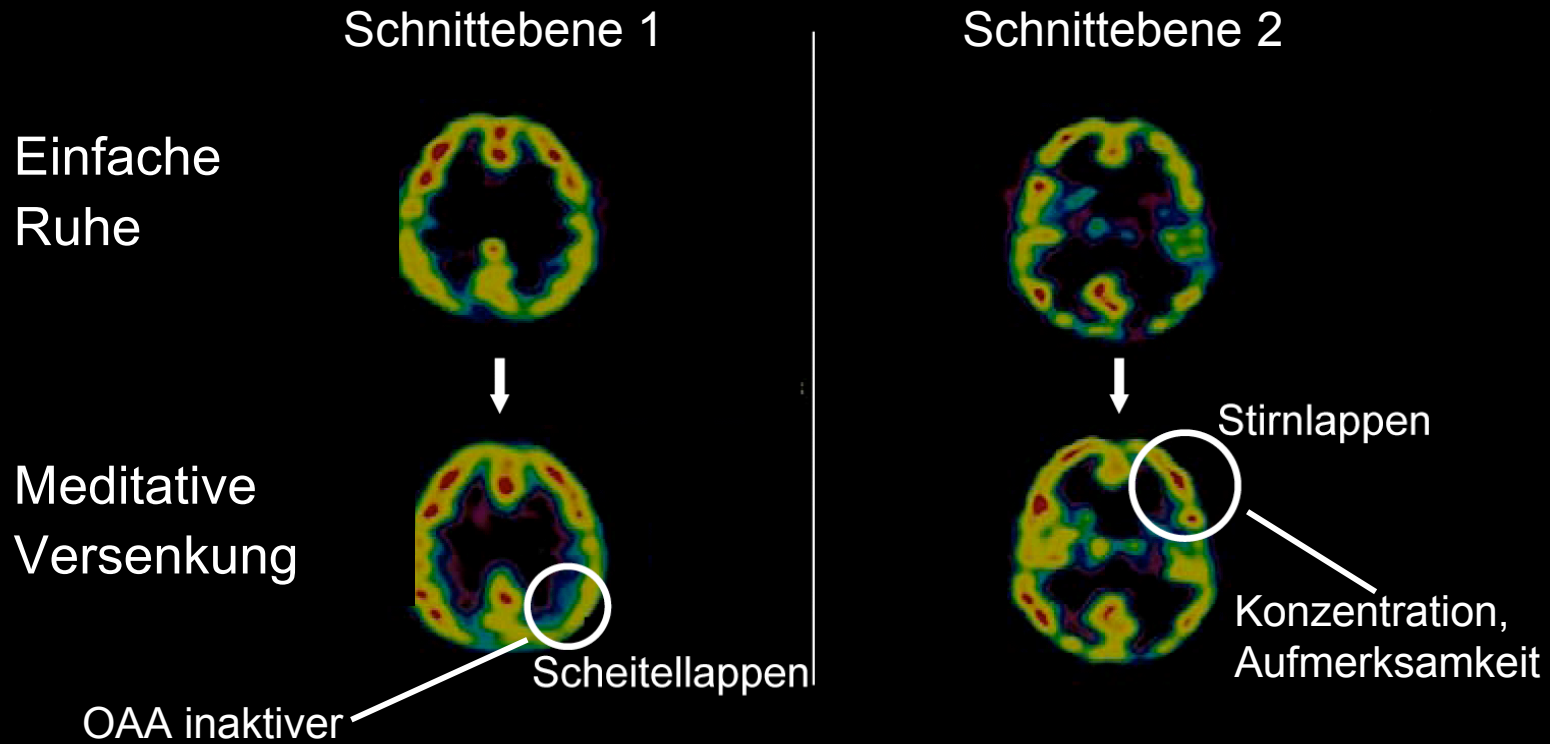 Schnittebene 1
Schnittebene 2
Einfache
Ruhe
Meditative
Versenkung
Stirnlappen
Konzentration,
Aufmerksamkeit
Scheitellappen
OAA inaktiver